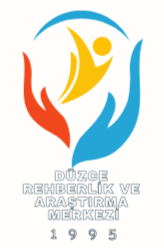 DÜZCE
REHBERLİK VE
ARAŞTIRMA
MERKEZİ
1995